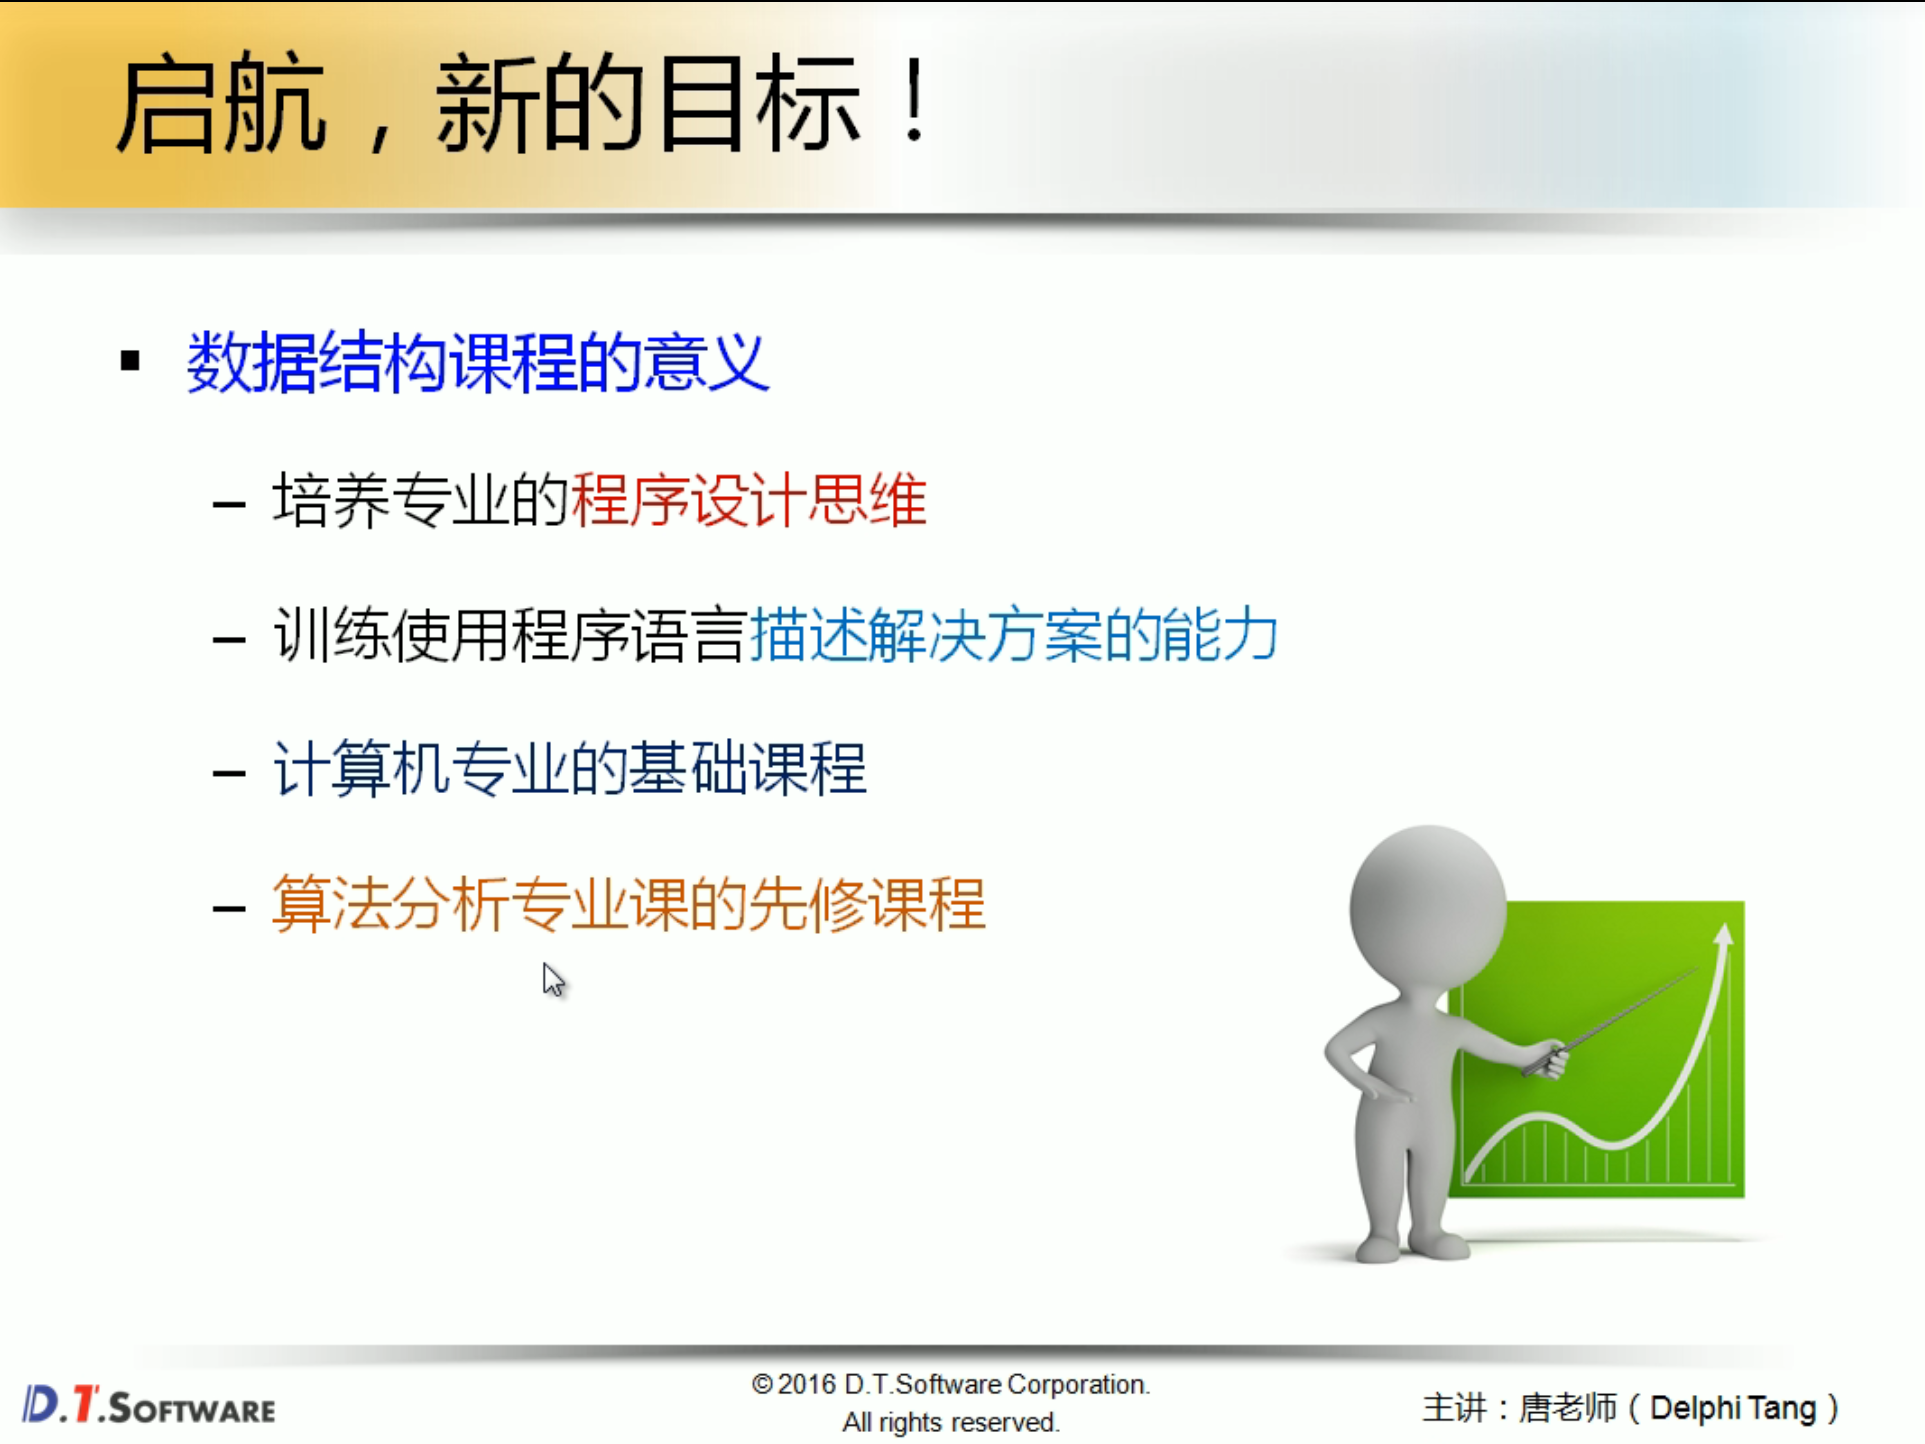 启航，新的目标！
▪ 数据结构课程的意义
– 培养专业的程序设计思维
– 训练使用程序语言描述解决方案的能力
– 计算机专业的基础课程
– 算法分析专业课的先修课程
D.T.SOFTWARE
© 2016 D.T.Software Corporation.
All rights reserved.
主讲：唐老师（Delphi Tang）